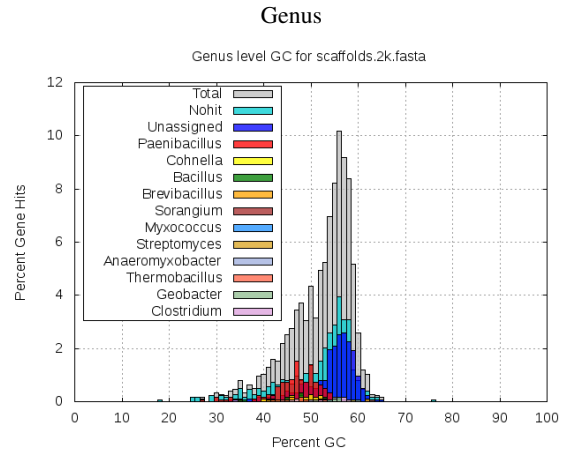 Genus
Genus level GC for scaffolds.2k.fasta
Percent Gene Hits
12
10
8
6
4
2
0
Total
Nohit
Unassigned
Paenibacillus
Cohnella
Bacillus
Brevibacillus
Sorangium
Myxococcus
Streptomyces
Anaeromyxobacter
Thermobacillus
Geobacter
Clostridium
0 10 20 30 40 50 60 70 80 90 100
Percent GC